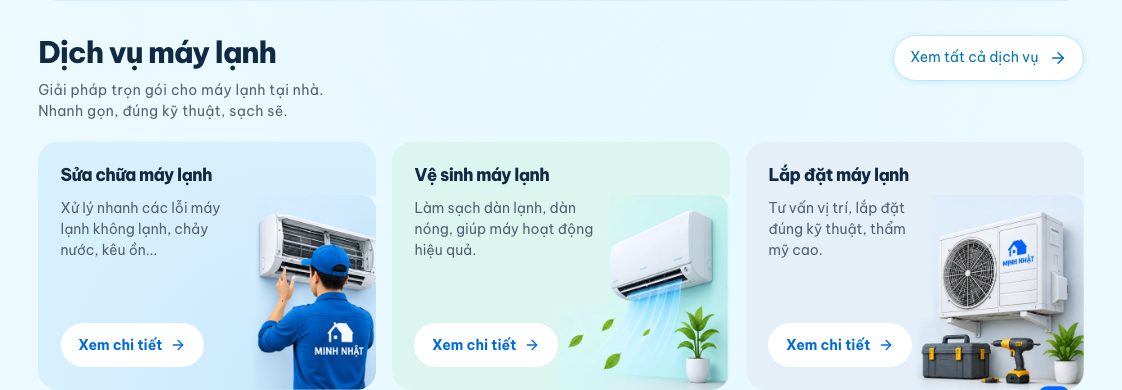 Dịch vụ máy lạnh
Giải pháp trọn gói cho máy lạnh tại nhà.
Nhanh gọn, đúng kỹ thuật, sạch sẽ.
Xem tất cả dịch vụ
Sửa chữa máy lạnh
Xử lý nhanh các lỗi máy
lạnh không lạnh, chảy
nước, kêu ồn...
MINH NHẬT
Xem chi tiết
Vệ sinh máy lạnh
Làm sạch dàn lạnh, dàn
nóng, giúp máy hoạt động
hiệu quả.
Xem chi tiết
Lắp đặt máy lạnh
Tư vấn vị trí, lắp đặt
đúng kỹ thuật, thẩm
mỹ cao.
MINH NHẬT
Xem chi tiết